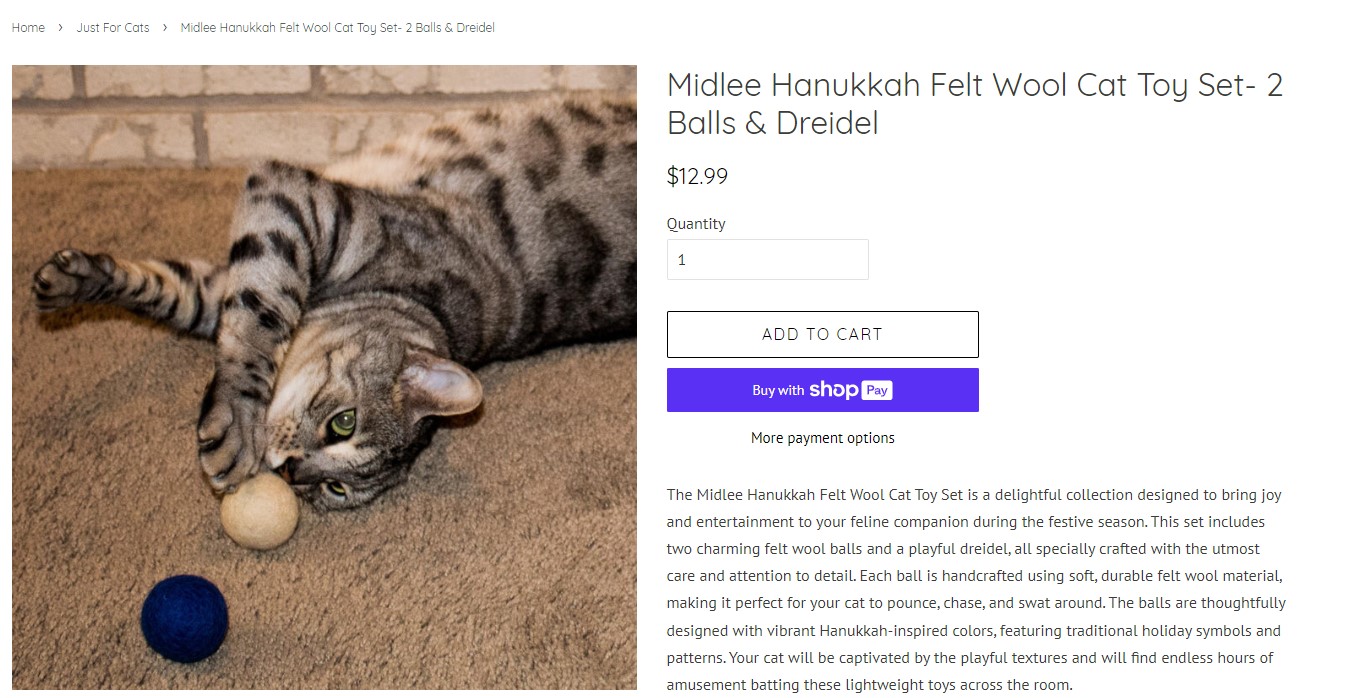 Home › Just For Cats › Midlee Hanukkah Felt Wool Cat Toy Set- 2 Balls & Dreidel
Midlee Hanukkah Felt Wool Cat Toy Set- 2
Balls & Dreidel
$12.99
Quantity
1
ADD TO CART
Buy with shop Pay
More payment options
The Midlee Hanukkah Felt Wool Cat Toy Set is a delightful collection designed to bring joy
and entertainment to your feline companion during the festive season. This set includes
two charming felt wool balls and a playful dreidel, all specially crafted with the utmost
care and attention to detail. Each ball is handcrafted using soft, durable felt wool material,
making it perfect for your cat to pounce, chase, and swat around. The balls are thoughtfully
designed with vibrant Hanukkah-inspired colors, featuring traditional holiday symbols and
patterns. Your cat will be captivated by the playful textures and will find endless hours of
amusement batting these lightweight toys across the room.